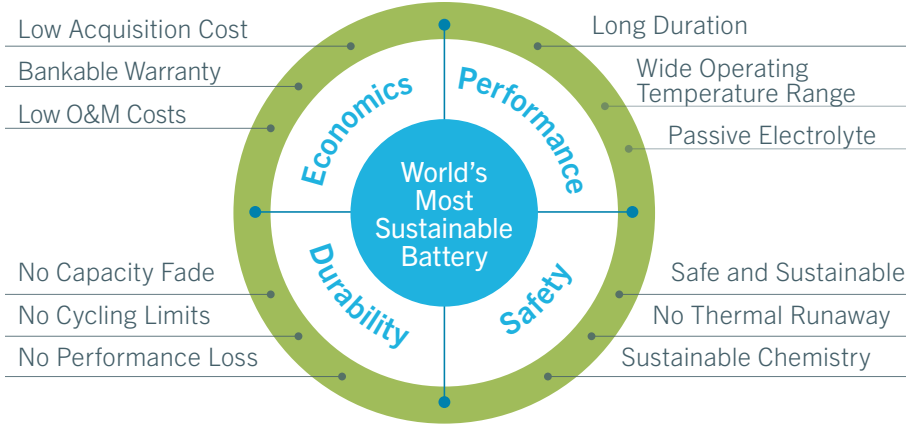 Low Acquisition Cost
Bankable Warranty
Low O&M Costs
Long Duration
Wide Operating
Temperature Range
Passive Electrolyte
Economics
Performance
World's
Most
Sustainable
Battery
Durability
Safety
No Capacity Fade
No Cycling Limits
No Performance Loss
Safe and Sustainable
No Thermal Runaway
Sustainable Chemistry